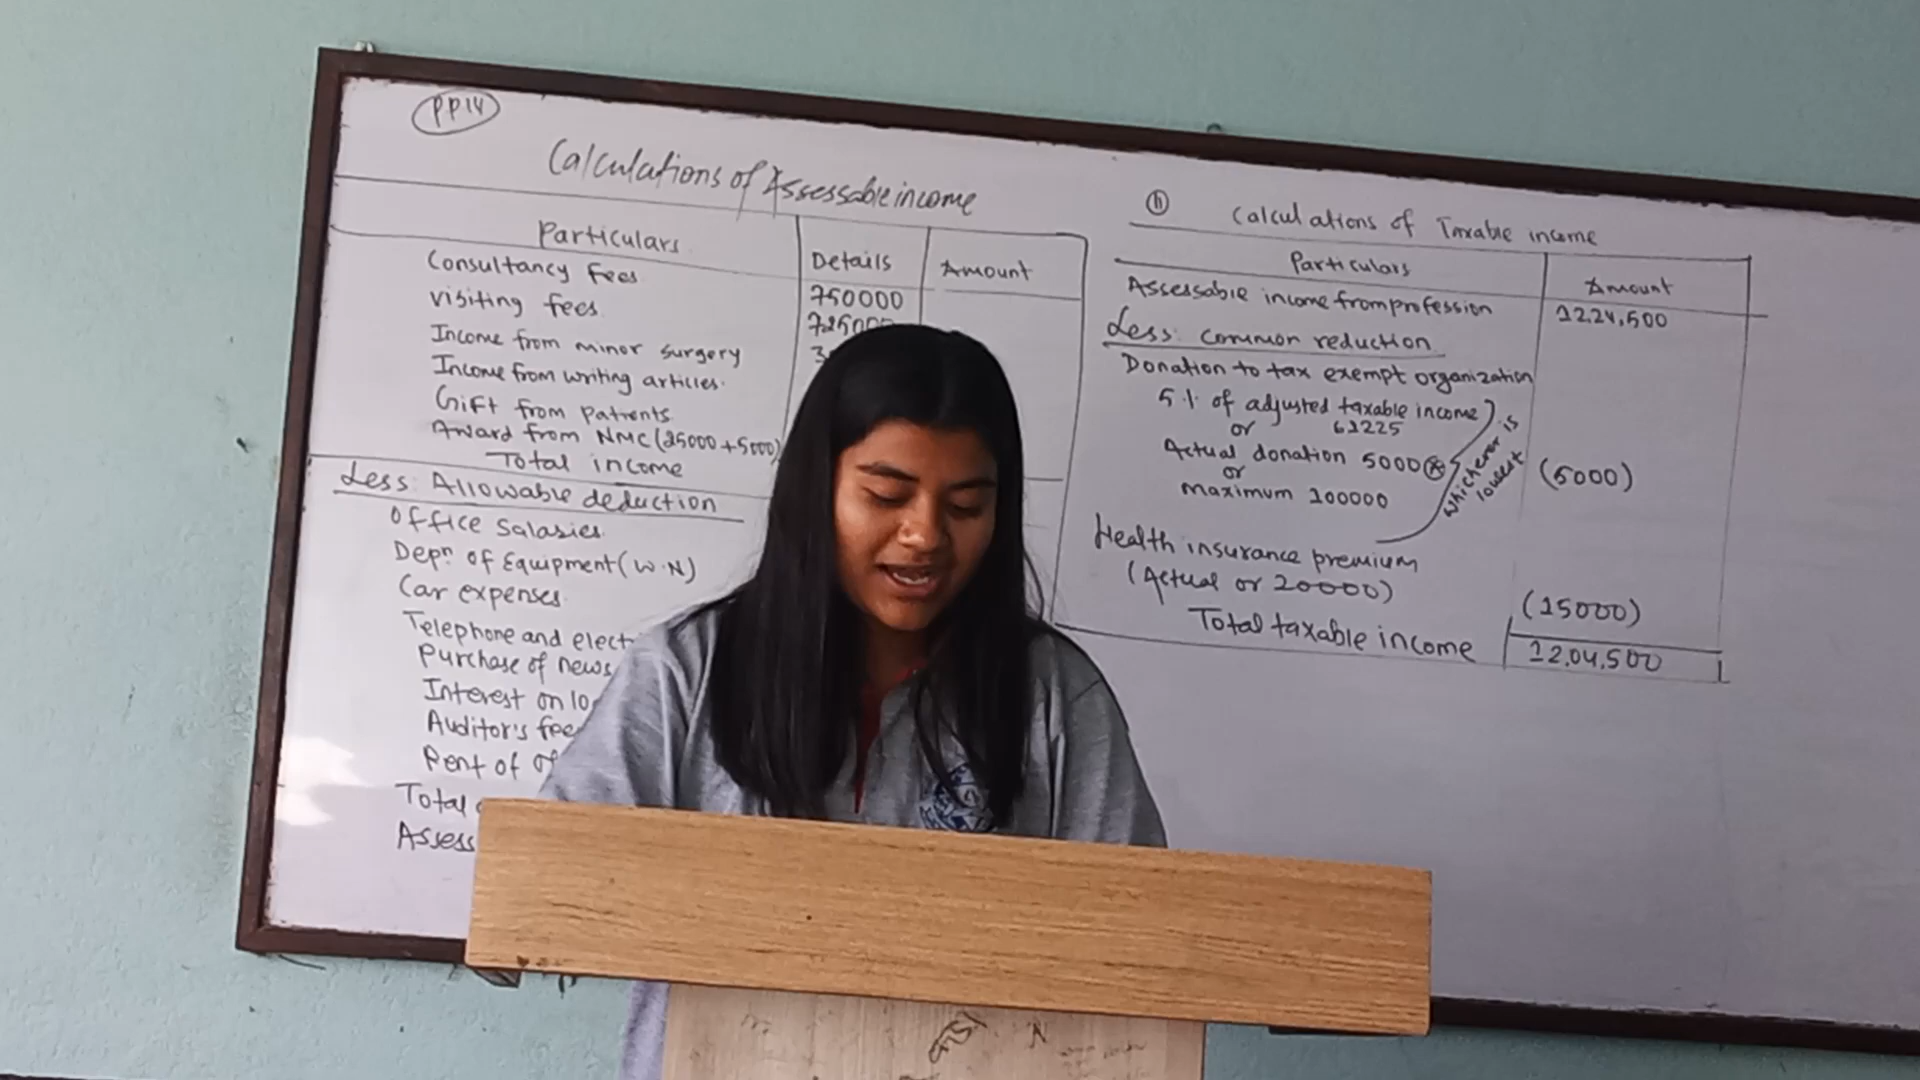 PP14
Calculations of Assessable income
Particulars
Details
Amount
Consultancy Fees
750000
visiting fees
Income from minor surgery
Income from writing articles.
Gift from patients
Award from NMC (25000+5000)
Total income
Less: Allowable deduction
Office Salaries
Depn. of Equipment (W.N)
Car expenses
Telephone and elect
Purchase of news
Interest on lo
Auditor's fee
Rent of of
Total
Assess
Calculations of Taxable income
Particulars
Amount
Assessable income from profession
12,24,500
Less: Common reduction
Donation to tax exempt organization
5% of adjusted taxable income
or 61225
Actual donation 5000
or
maximum 100000
whichever is lowest
(5000)
Health insurance premium
(Actual or 20000)
(15000)
Total taxable income
12,04,500